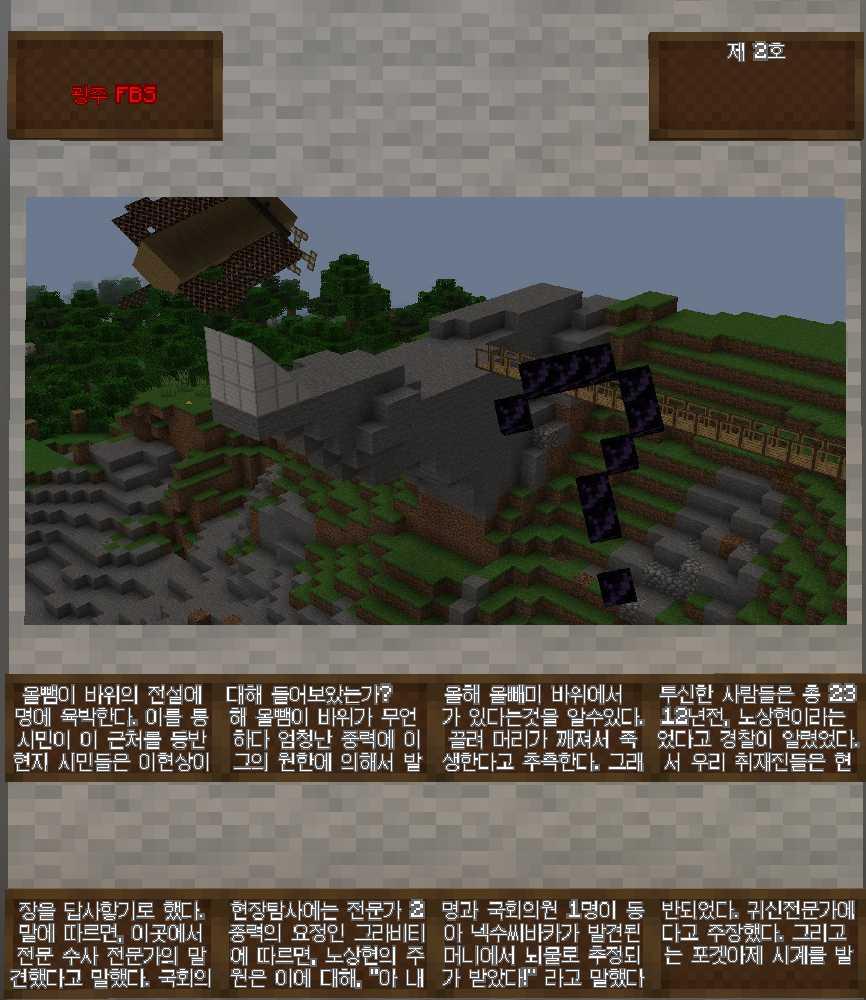 광주 FBS
제 2호
올뺌이 바위의 전설에 대해 들어보았는가? 올해 올빼미 바위에서 투신한 사람들은 총 23
명에 육박한다. 이를 통 해 올뺌이 바위가 무언 가 있다는것을 알수있다. 12년전, 노상현이라는
시민이 이 근처를 등반 하다 엄청난 중력에 이 끌려 머리가 깨져서 죽 었다고 경찰이 알렸었다.
현지 시민들은 이현상이 그의 원한에 의해서 발 생한다고 추측한다. 그래 서 우리 취재진들은 현
장을 답사핳기로 했다. 현장탐사에는 전문가 2 명과 국회의원 1명이 동 반되었다. 귀신전문가에
말에 따르면, 이곳에서 중력의 요정인 그라비티 아 넥수씨비카가 발견된 다고 주장했다. 그리고
전문 수사 전문가의 말 에 따르면, 노상현의 주 머니에서 뇌물로 추정되 는 포겟아제 시계를 발
견했다고 말했다. 국회의 원은 이에 대해, "아 내 가 받았다!" 라고 말했다